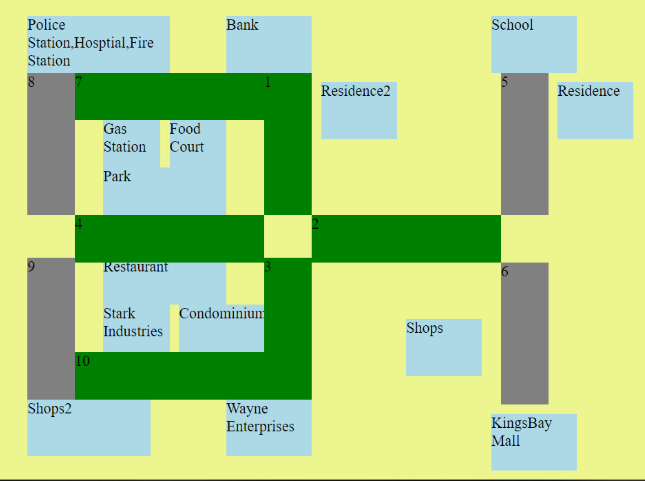 Police
Station,Hosptial,Fire
Station
Bank
School
8
7
1
5
Residence2
Residence
Gas
Station
Food
Court
Park
4
2
9
Restaurant
3
6
Stark
Industries
Condominium
Shops
10
Shops2
Wayne
Enterprises
KingsBay
Mall